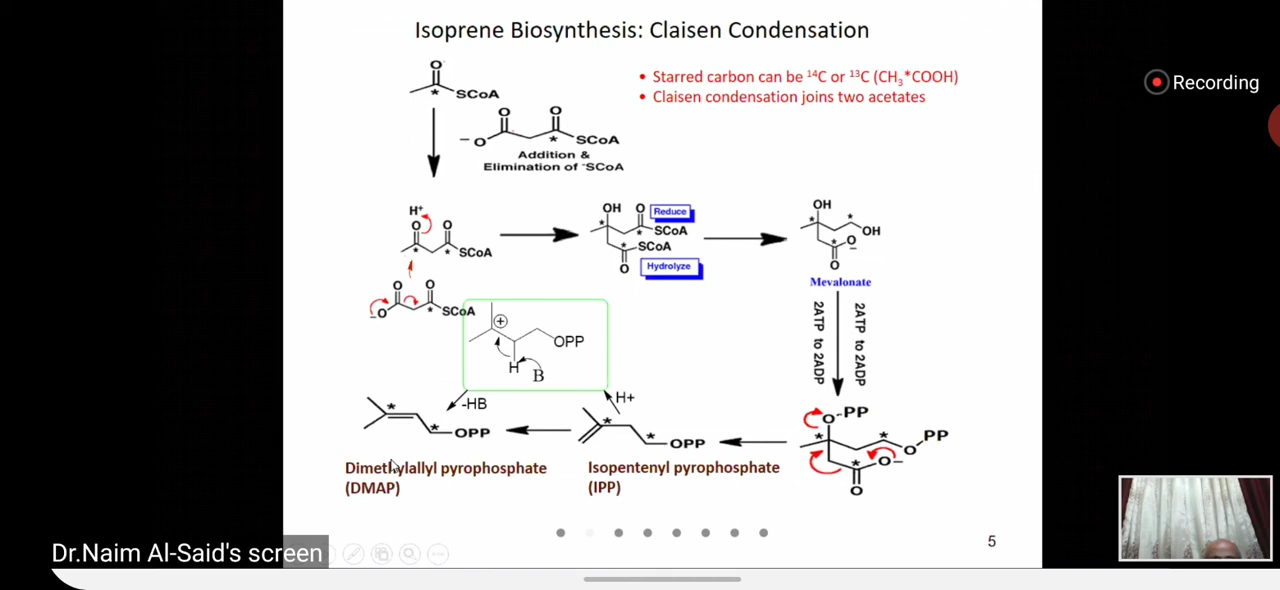 Isoprene Biosynthesis: Claisen Condensation
• Starred carbon can be ¹⁴C or ¹³C (CH₃*COOH)
• Claisen condensation joins two acetates
Recording
O
* SCoA
O O
−O * SCoA
Addition &
Elimination of ⁻SCoA
H⁺
O O
* * SCoA
OH O Reduce
* * SCoA
* SCoA
O Hydrolyze
OH
* * OH
* O−
O
Mevalonate
O O
−O * SCoA
2ATP to 2ADP
2ATP to 2ADP
+
OPP
H
B
-HB
H+
* * OPP
* * OPP
O-PP
* * O PP
* O−
O
Dimethylallyl pyrophosphate
(DMAP)
Isopentenyl pyrophosphate
(IPP)
5
Dr.Naim Al-Said's screen